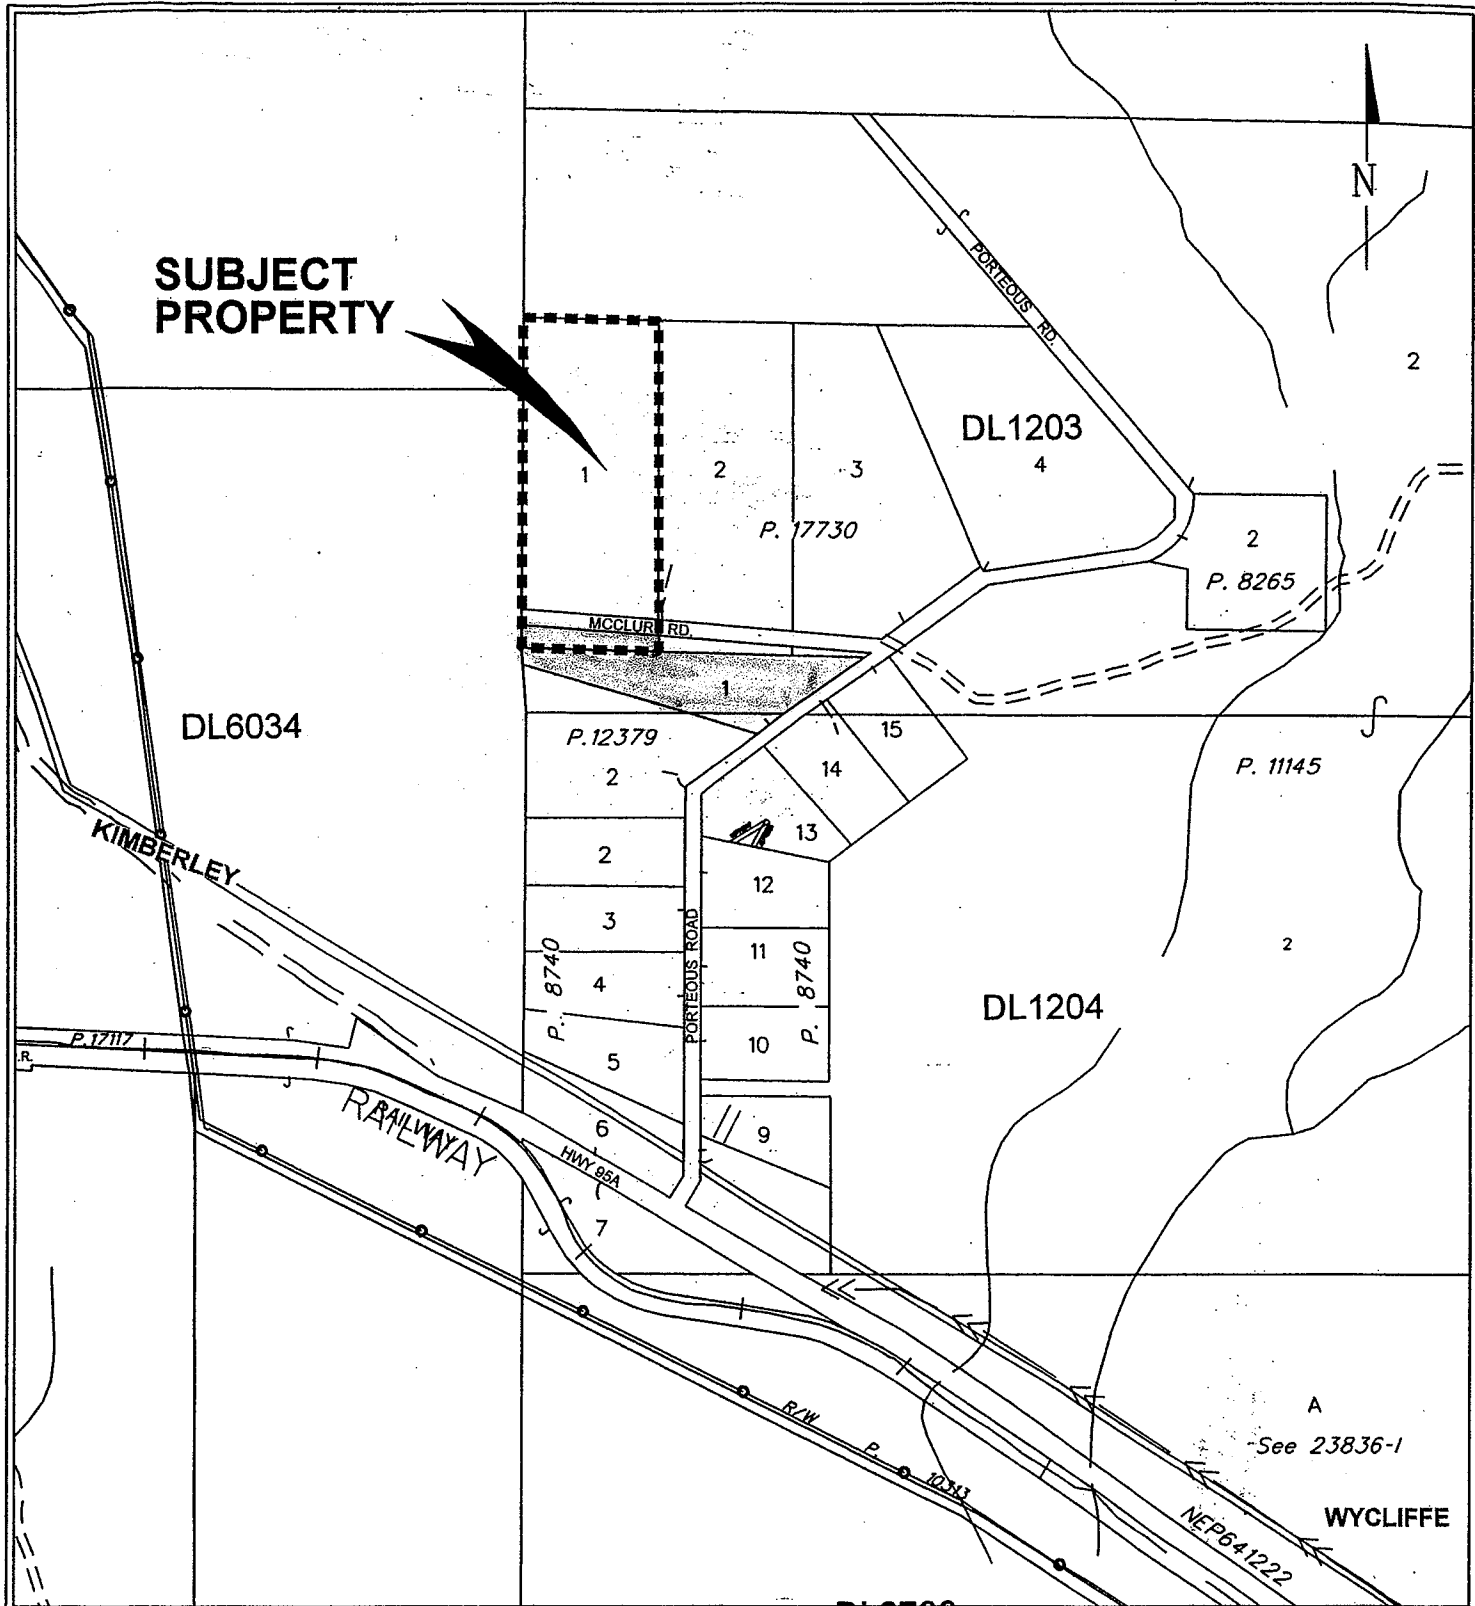 N
SUBJECT
PROPERTY
PORTEOUS RD.
2
DL1203
1
2
3
4
P. 17730
2
P. 8265
MCCLUR RD.
1
DL6034
P.12379
2
15
14
13
P. 11145
KIMBERLEY
2
12
3
11
2
P. 8740
4
PORTEOUS ROAD
P. 8740
DL1204
10
5
P.17117
.R.
RAILWAY
RAILWAY
6
9
HWY 95A
7
R/W
P.
10313
A
See 23836-1
WYCLIFFE
NEP641222